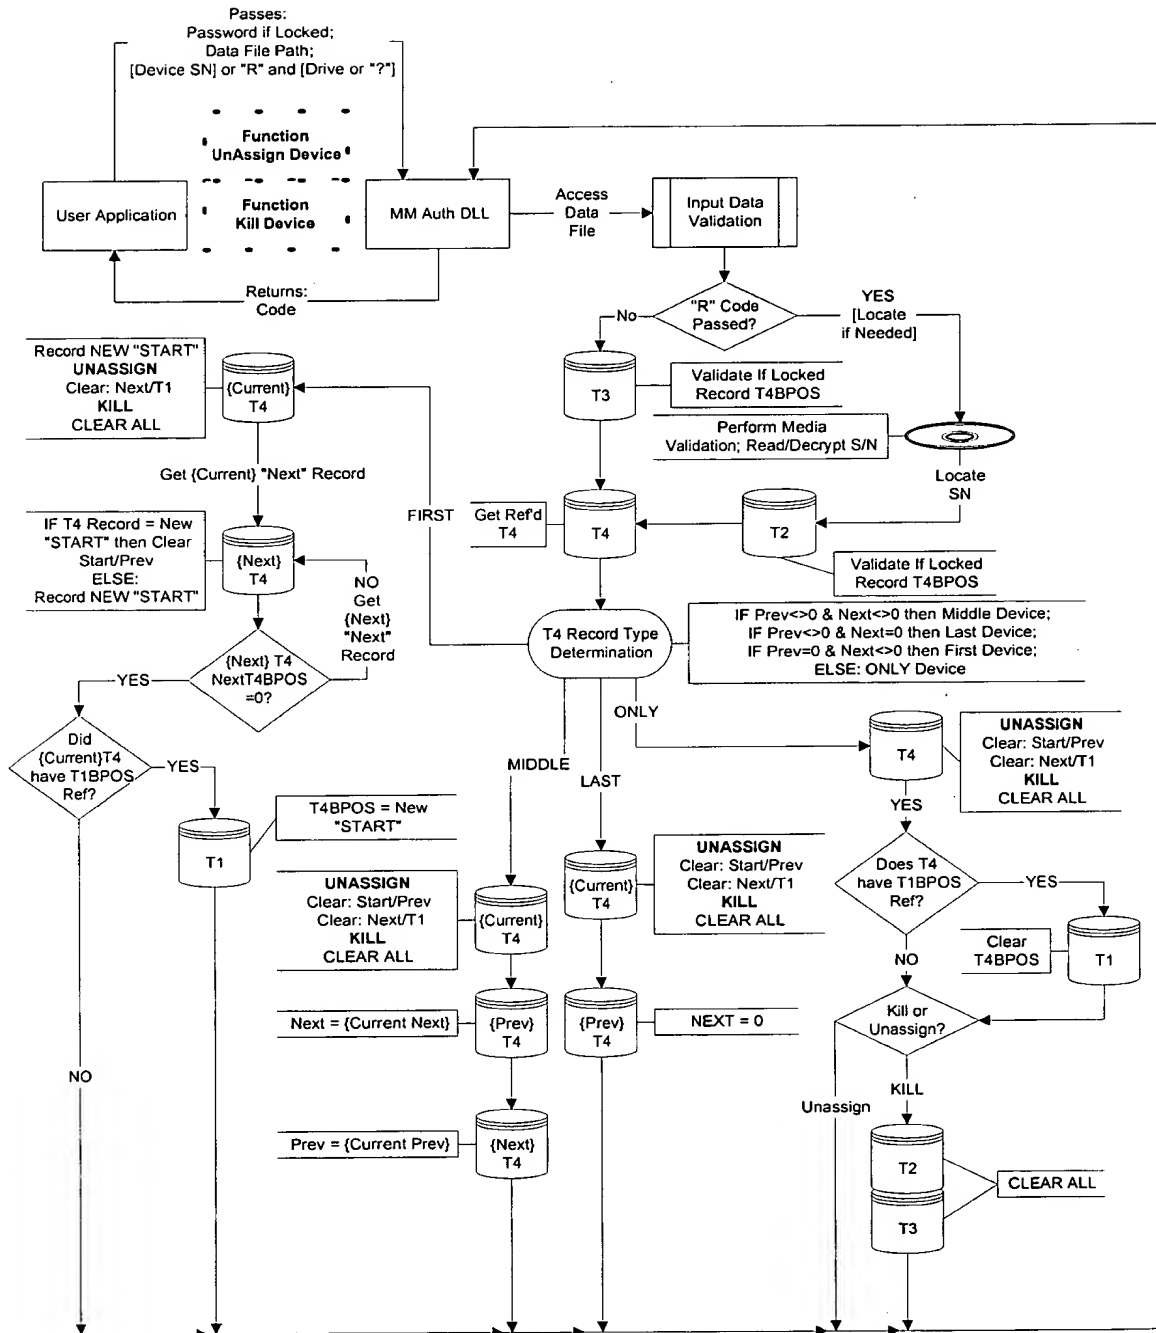 Passes:
Password if Locked;
Data File Path;
[Device SN] or "R" and [Drive or "?"]
Function
UnAssign Device
Function
Kill Device
User Application
MM Auth DLL
Access
Data
File
Input Data
Validation
Returns:
Code
"R" Code
Passed?
No
YES
[Locate
if Needed]
Record NEW "START"
UNASSIGN
Clear: Next/T1
KILL
CLEAR ALL
{Current}
T4
T3
Validate If Locked
Record T4BPOS
Perform Media
Validation; Read/Decrypt S/N
Locate
SN
Get {Current} "Next" Record
FIRST
Get Ref'd
T4
T4
T2
Validate If Locked
Record T4BPOS
IF T4 Record = New
"START" then Clear
Start/Prev
ELSE:
Record NEW "START"
{Next}
T4
NO
Get
{Next}
"Next"
Record
T4 Record Type
Determination
IF Prev<>0 & Next<>0 then Middle Device;
IF Prev<>0 & Next=0 then Last Device;
IF Prev=0 & Next<>0 then First Device;
ELSE: ONLY Device
{Next} T4
NextT4BPOS
=0?
YES
ONLY
Did
{Current}T4
have T1BPOS
Ref?
YES
MIDDLE
LAST
T4
UNASSIGN
Clear: Start/Prev
Clear: Next/T1
KILL
CLEAR ALL
YES
T1
T4BPOS = New
"START"
UNASSIGN
Clear: Start/Prev
Clear: Next/T1
KILL
CLEAR ALL
{Current}
T4
{Current}
T4
UNASSIGN
Clear: Start/Prev
Clear: Next/T1
KILL
CLEAR ALL
Does T4
have T1BPOS
Ref?
YES
NO
Clear
T4BPOS
T1
Next = {Current Next}
{Prev}
T4
{Prev}
T4
NEXT = 0
Kill or
Unassign?
NO
KILL
Unassign
Prev = {Current Prev}
{Next}
T4
T2
T3
CLEAR ALL